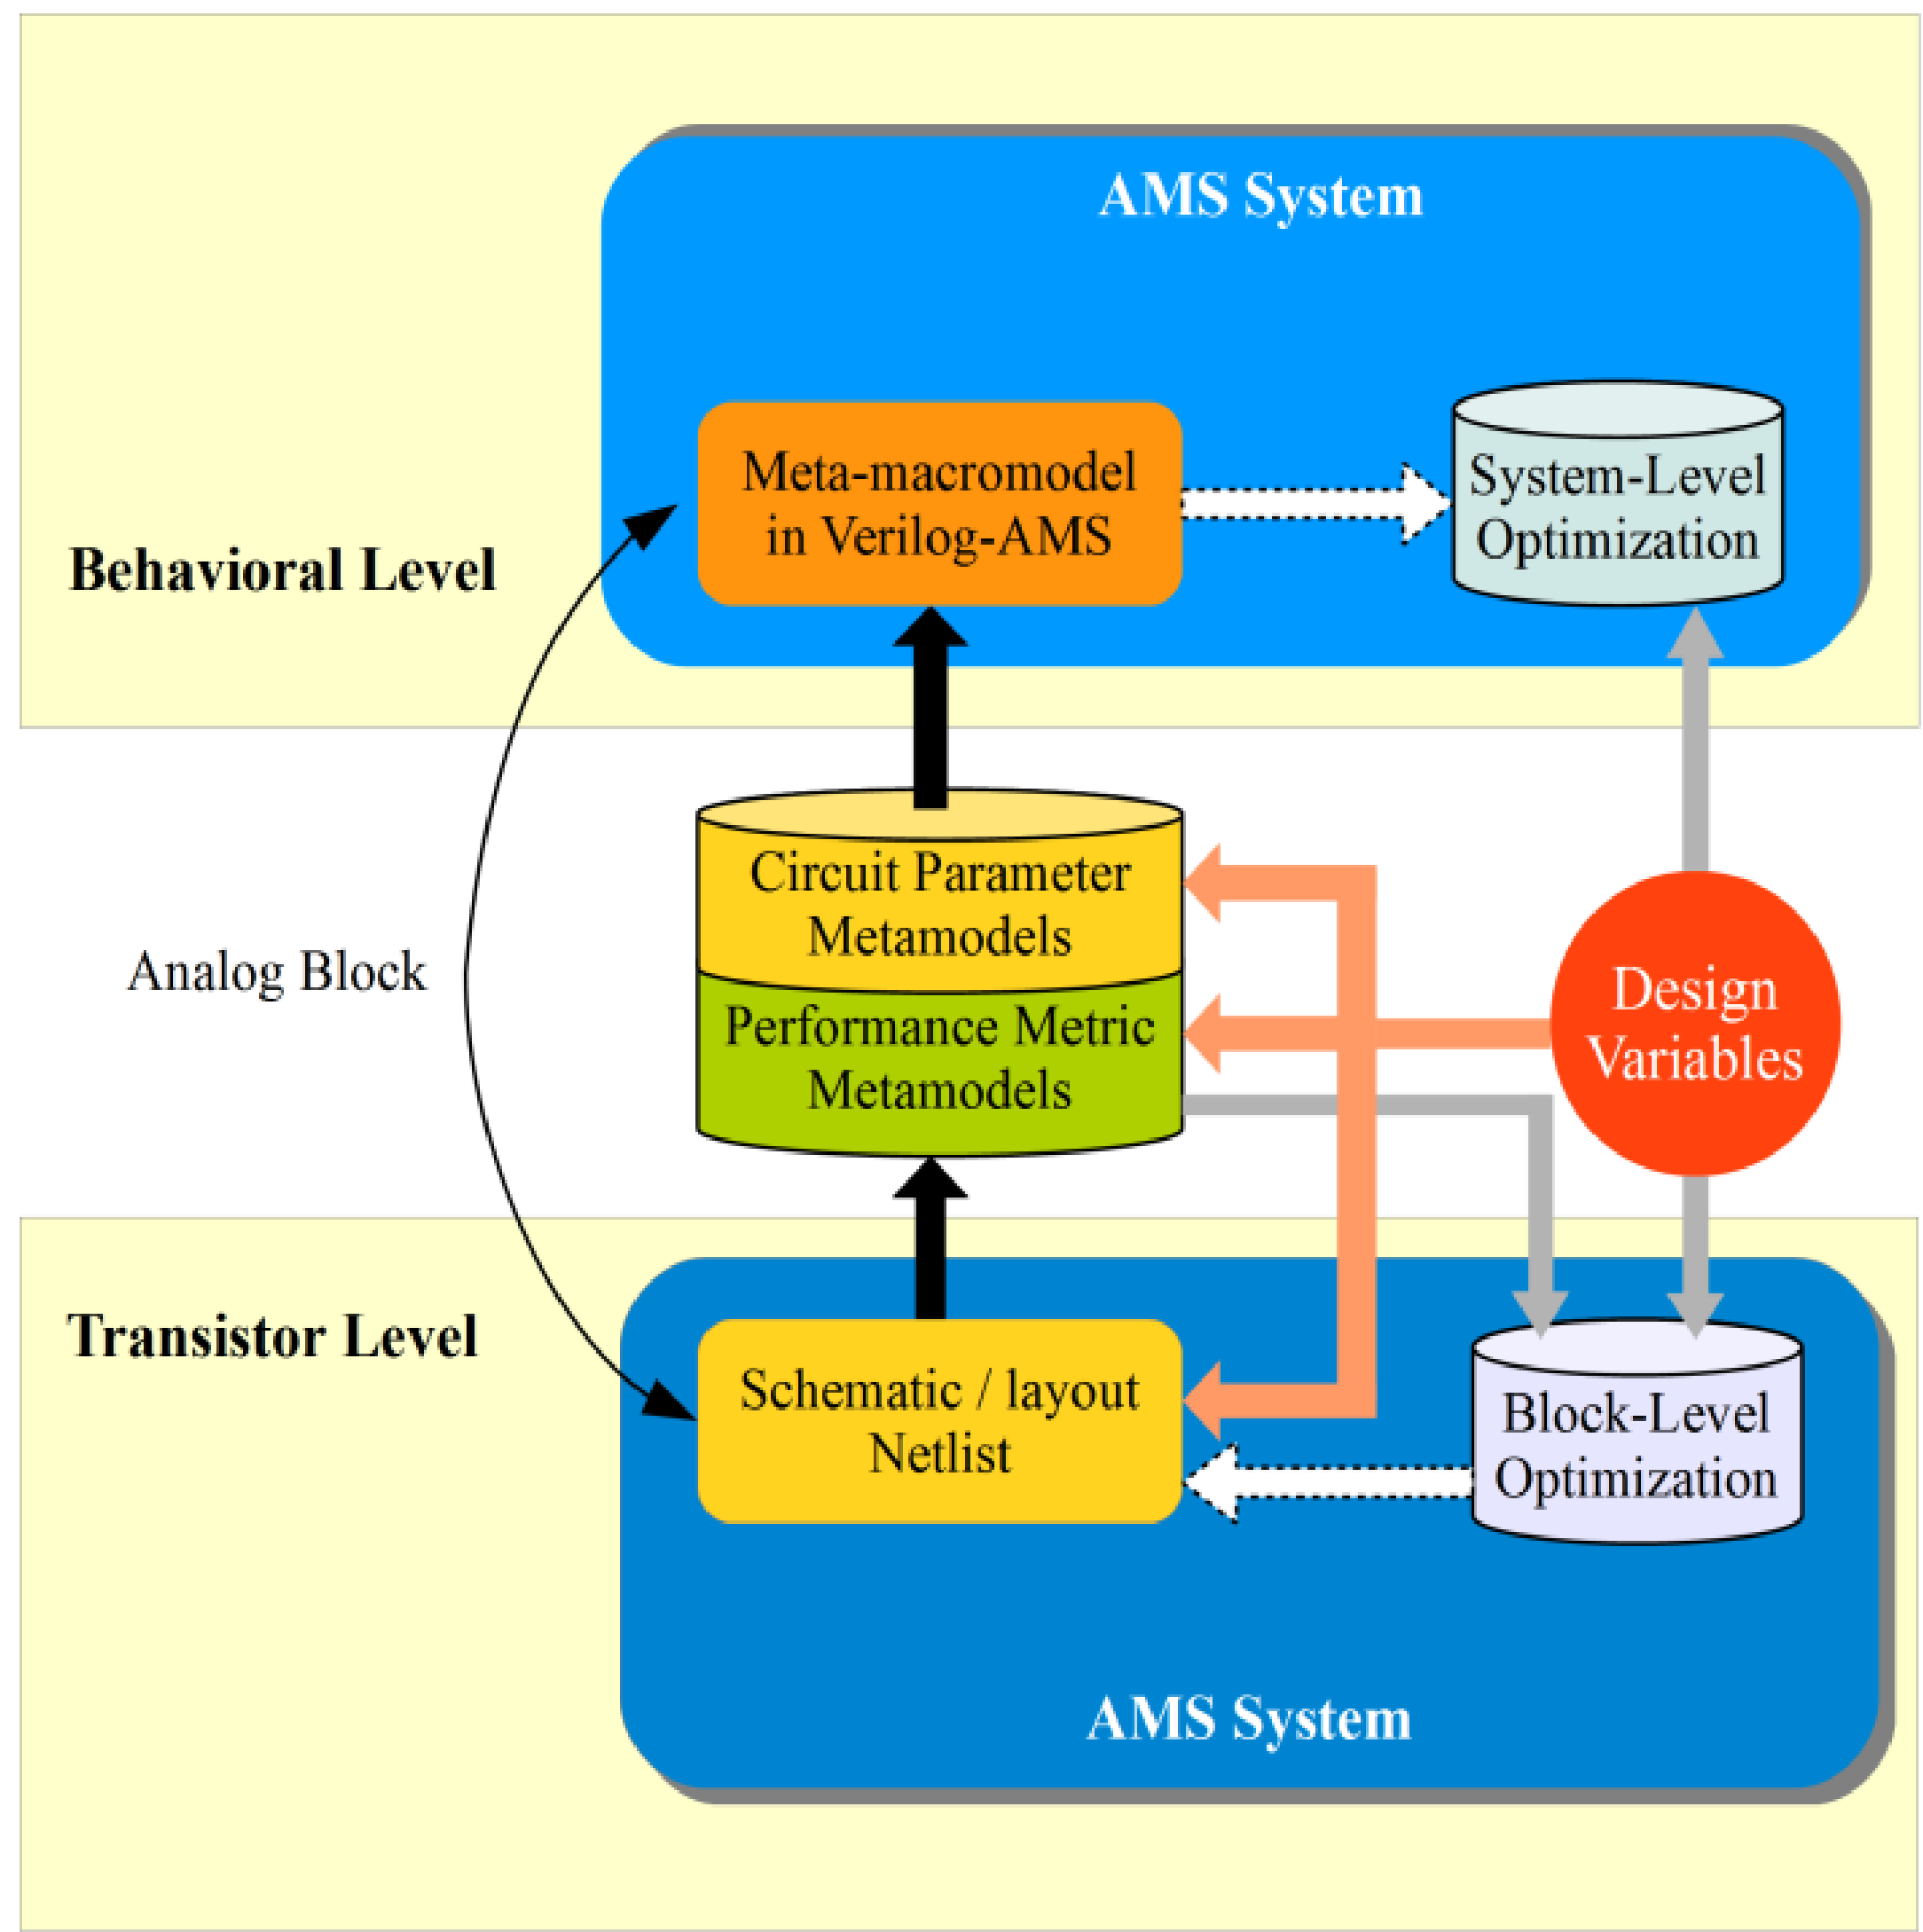 AMS System
Meta-macromodel
in Verilog-AMS
System-Level
Optimization
Behavioral Level
Circuit Parameter
Metamodels
Analog Block
Performance Metric
Metamodels
Design
Variables
Transistor Level
Schematic / layout
Netlist
Block-Level
Optimization
AMS System